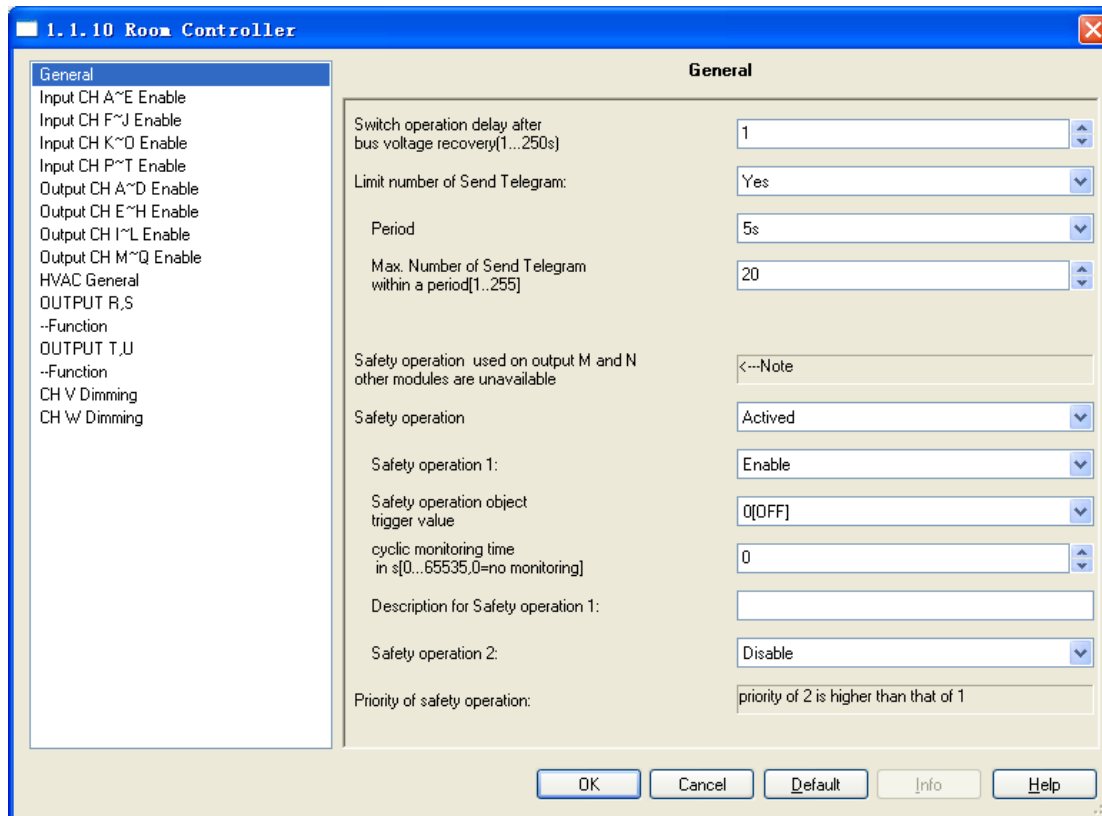 1.1.10 Room Controller
General
Input CH A~E Enable
Input CH F~J Enable
Input CH K~O Enable
Input CH P~T Enable
Output CH A~D Enable
Output CH E~H Enable
Output CH I~L Enable
Output CH M~Q Enable
HVAC General
OUTPUT R,S
--Function
OUTPUT T,U
--Function
CH V Dimming
CH W Dimming
General
Switch operation delay after
bus voltage recovery(1...250s)
1
Limit number of Send Telegram:
Yes
Period
5s
Max. Number of Send Telegram
within a period[1..255]
20
Safety operation used on output M and N
other modules are unavailable
<---Note
Safety operation
Actived
Safety operation 1:
Enable
Safety operation object
trigger value
0[OFF]
cyclic monitoring time
in s[0...65535,0=no monitoring]
0
Description for Safety operation 1:
Safety operation 2:
Disable
Priority of safety operation:
priority of 2 is higher than that of 1
OK
Cancel
Default
Info
Help